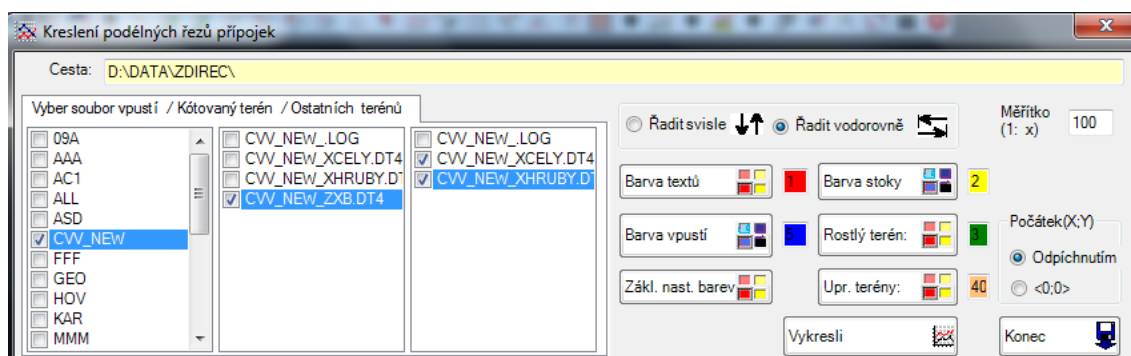 Kreslení podélných řezů přípojek
Cesta: D:\DATA\ZDIREC\
Vyber soubor vpustí / Kótovaný terén / Ostatních terénů
09A
AAA
AC1
ALL
ASD
CVV_NEW
FFF
GEO
HOV
KAR
MMM
CVV_NEW_.LOG
CVV_NEW_XCELY.DT4
CVV_NEW_XHRUBY.DT
CVV_NEW_ZXB.DT4
CVV_NEW_.LOG
CVV_NEW_XCELY.DT4
CVV_NEW_XHRUBY.DT
Řadit svisle Řadit vodorovně
Měřítko
(1: x) 100
Barva textů 1 Barva stoky 2
Barva vpustí 5 Rostlý terén: 3
Zákl. nast. barev Upr. terény: 40
Počátek(X;Y)
Odpíchnutím
<0;0>
Vykresli Konec